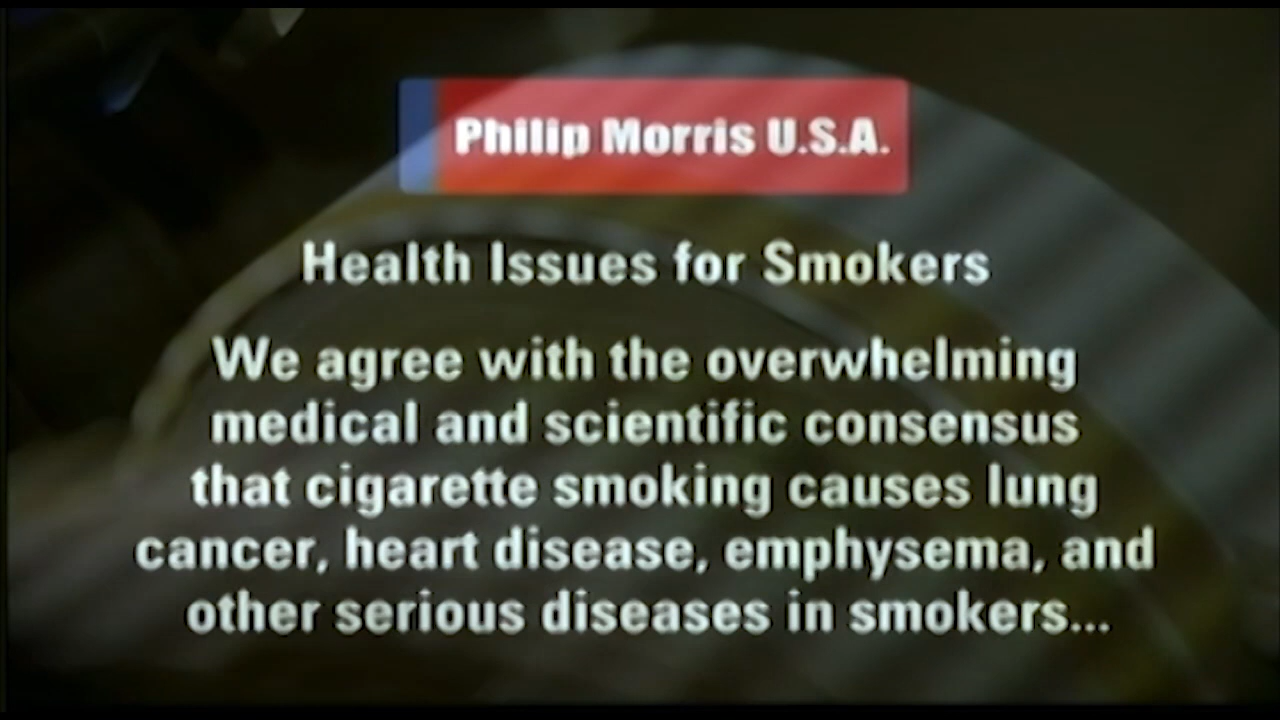 Philip Morris U.S.A.
Health Issues for Smokers
We agree with the overwhelming
medical and scientific consensus
that cigarette smoking causes lung
cancer, heart disease, emphysema, and
other serious diseases in smokers...